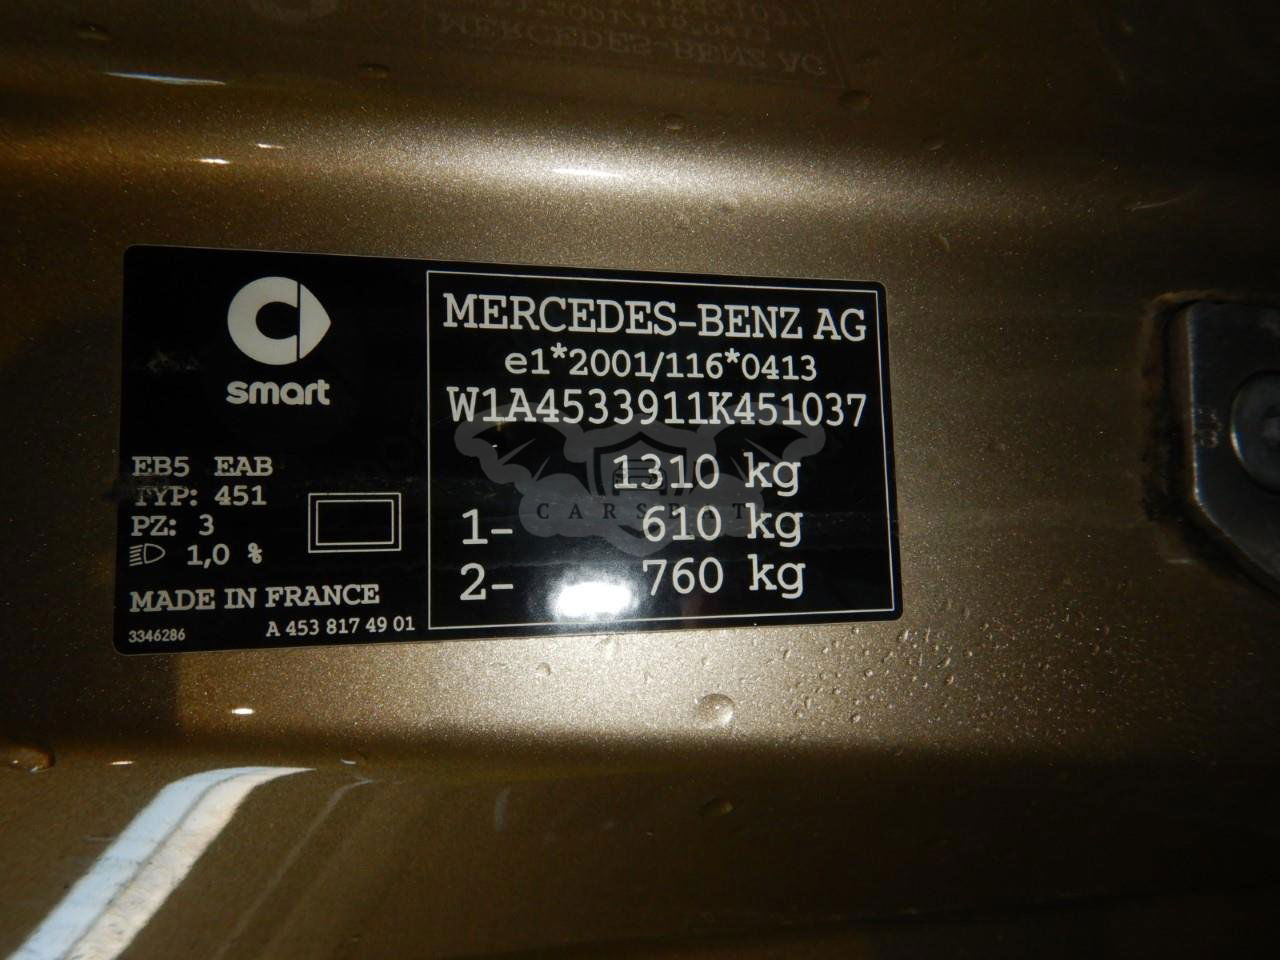 smart
EB5 EAB
TYP: 451
PZ: 3
1,0 %
MADE IN FRANCE
3346286 A 453 817 49 01
MERCEDES-BENZ AG
e1*2001/116*0413
W1A4533911K451037
1310 kg
1- 610 kg
2- 760 kg
CARSBAT